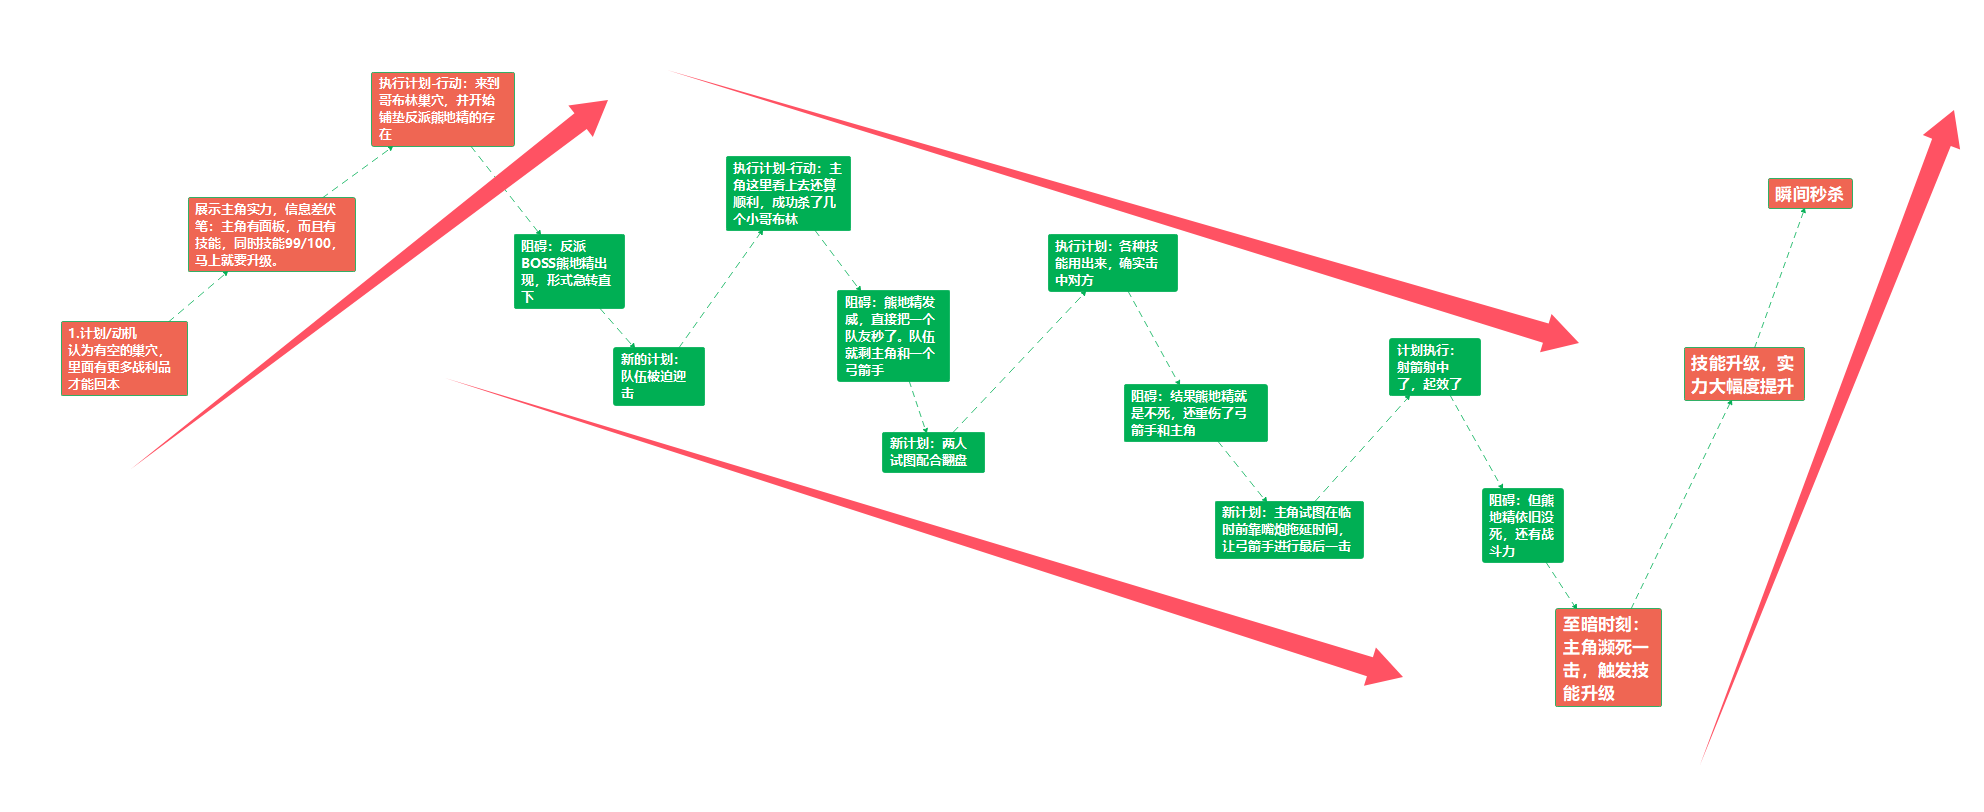 1.计划/动机
认为有空的巢穴，
里面有更多战利品
才能回本
展示主角实力，信息差伏
笔：主角有面板，而且有
技能，同时技能99/100，
马上就要升级。
执行计划-行动：来到
哥布林巢穴，并开始
铺垫反派熊地精的存
在
阻碍：反派
BOSS熊地精出
现，形式急转直
下
新的计划：
队伍被迫迎
击
执行计划-行动：主
角这里看上去还算
顺利，成功杀了几
个小哥布林
阻碍：熊地精发
威，直接把一个
队友秒了。队伍
就剩主角和一个
弓箭手
新计划：两人
试图配合翻盘
执行计划：各种技
能用出来，确实击
中对方
阻碍：结果熊地精就
是不死，还重伤了弓
箭手和主角
新计划：主角试图在临
时前靠嘴炮拖延时间，
让弓箭手进行最后一击
计划执行：
射箭射中
了，起效了
阻碍：但熊
地精依旧没
死，还有战
斗力
至暗时刻：
主角濒死一
击，触发技
能升级
技能升级，实
力大幅度提升
瞬间秒杀